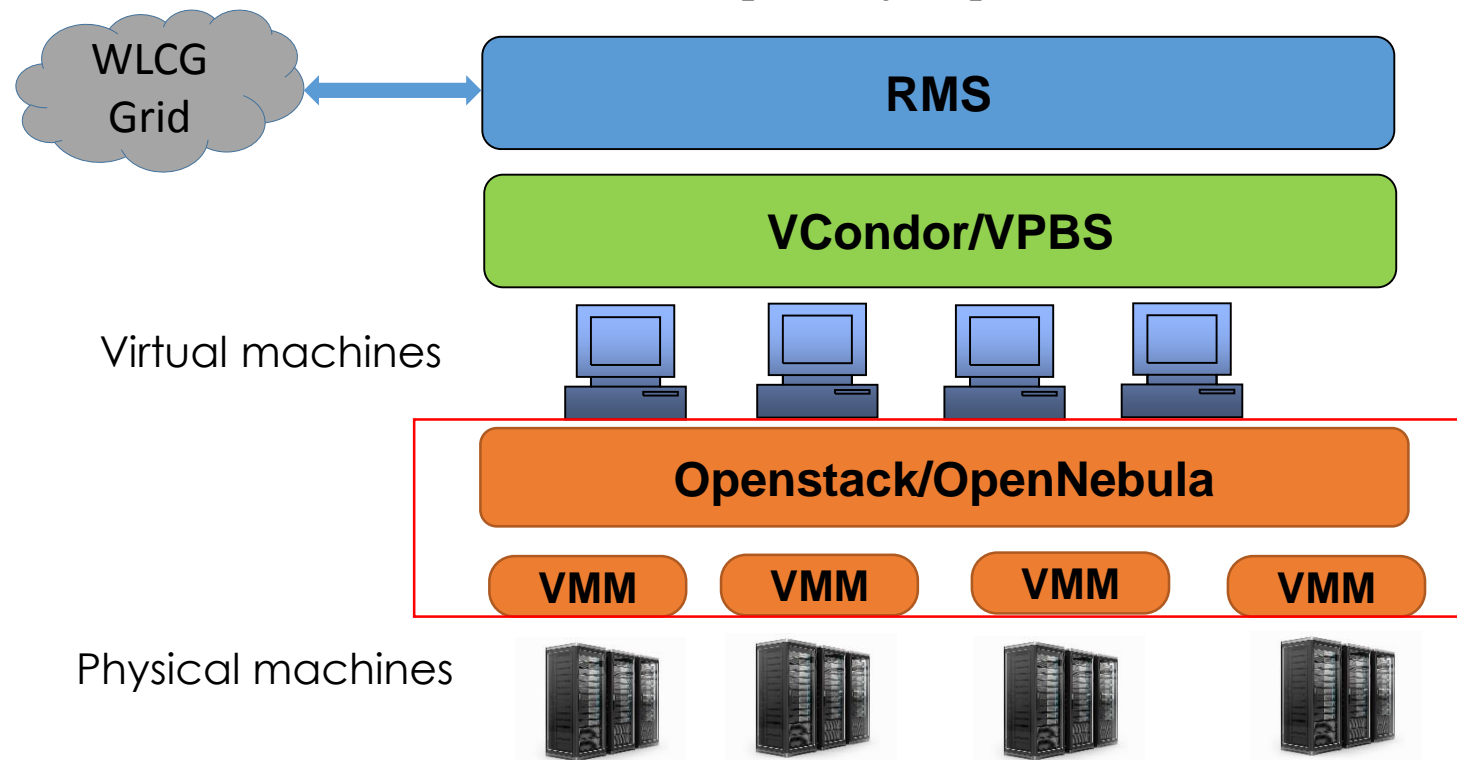 WLCG
Grid
RMS
VCondor/VPBS
Virtual machines
Openstack/OpenNebula
VMM VMM VMM VMM
Physical machines